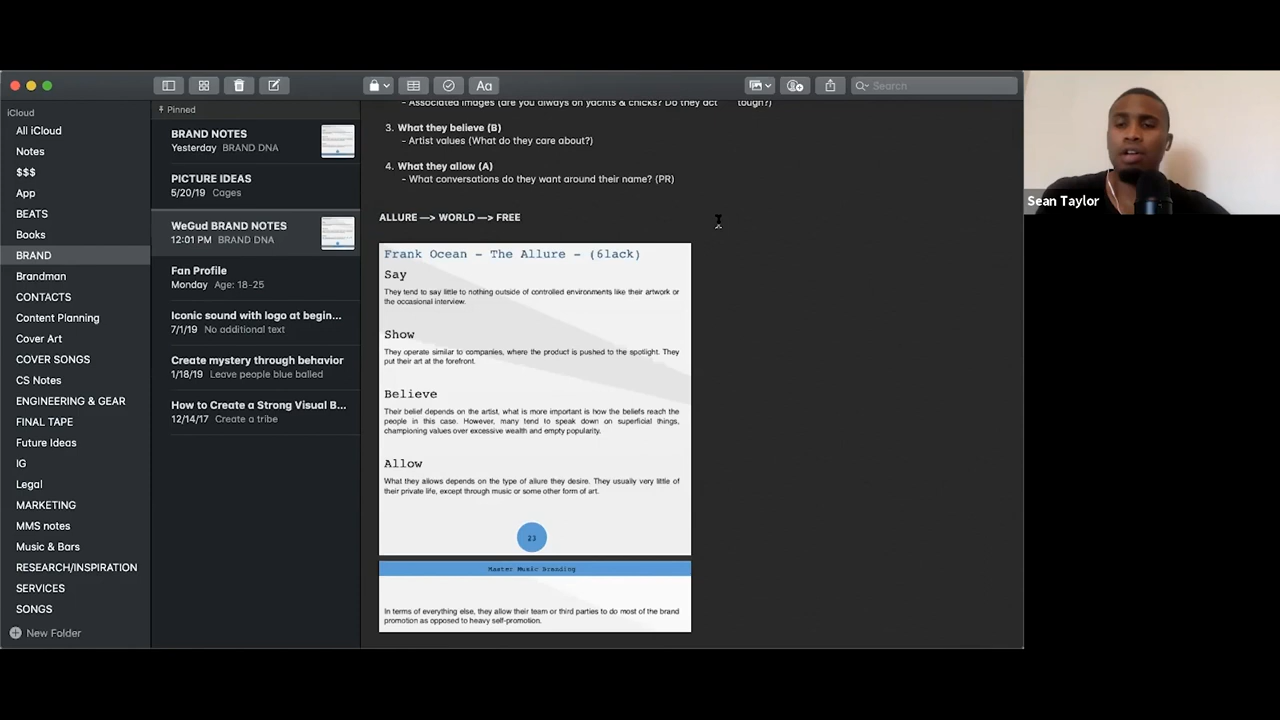 Aa
Search
iCloud
All iCloud
Notes
$$$
App
BEATS
Books
BRAND
Brandman
CONTACTS
Content Planning
Cover Art
COVER SONGS
CS Notes
ENGINEERING & GEAR
FINAL TAPE
Future Ideas
IG
Legal
MARKETING
MMS notes
Music & Bars
RESEARCH/INSPIRATION
SERVICES
SONGS
New Folder
Pinned
BRAND NOTES
Yesterday BRAND DNA
PICTURE IDEAS
5/20/19 Cages
WeGud BRAND NOTES
12:01 PM BRAND DNA
Fan Profile
Monday Age: 18-25
Iconic sound with logo at begin...
7/1/19 No additional text
Create mystery through behavior
1/18/19 Leave people blue balled
How to Create a Strong Visual B...
12/14/17 Create a tribe
- Associated images (are you always on yachts & chicks? Do they act tough?)
3. What they believe (B)
- Artist values (What do they care about?)
4. What they allow (A)
- What conversations do they want around their name? (PR)
ALLURE —> WORLD —> FREE
Frank Ocean - The Allure - (6lack)
Say
They tend to say little to nothing outside of controlled environments like their artwork or
the occasional interview.
Show
They operate similar to companies, where the product is pushed to the spotlight. They
put their art at the forefront.
Believe
Their belief depends on the artist, what is more important is how the beliefs reach the
people in this case. However, many tend to speak down on superficial things,
championing values over excessive wealth and empty popularity.
Allow
What they allows depends on the type of allure they desire. They usually very little of
their private life, except through music or some other form of art.
23
Master Music Branding
In terms of everything else, they allow their team or third parties to do most of the brand
promotion as opposed to heavy self-promotion.
Sean Taylor